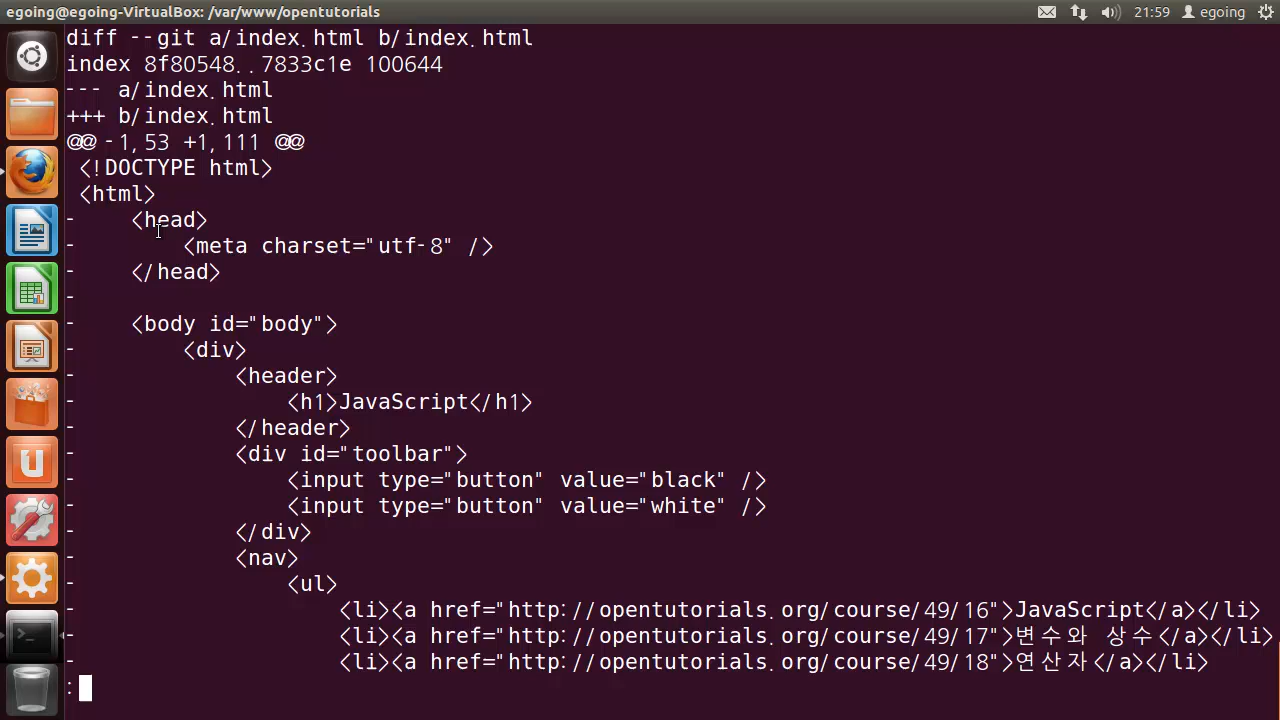 egoing@egoing-VirtualBox: /var/www/opentutorials 21:59 egoing
diff --git a/index.html b/index.html
index 8f80548..7833c1e 100644
--- a/index.html
+++ b/index.html
@@ -1,53 +1,111 @@
 <!DOCTYPE html>
 <html>
-    <head>
-        <meta charset="utf-8" />
-    </head>
-
-    <body id="body">
-        <div>
-            <header>
-                <h1>JavaScript</h1>
-            </header>
-            <div id="toolbar">
-                <input type="button" value="black" />
-                <input type="button" value="white" />
-            </div>
-            <nav>
-                <ul>
-                    <li><a href="http://opentutorials.org/course/49/16">JavaScript</a></li>
-                    <li><a href="http://opentutorials.org/course/49/17">변수와 상수</a></li>
-                    <li><a href="http://opentutorials.org/course/49/18">연산자</a></li>
: